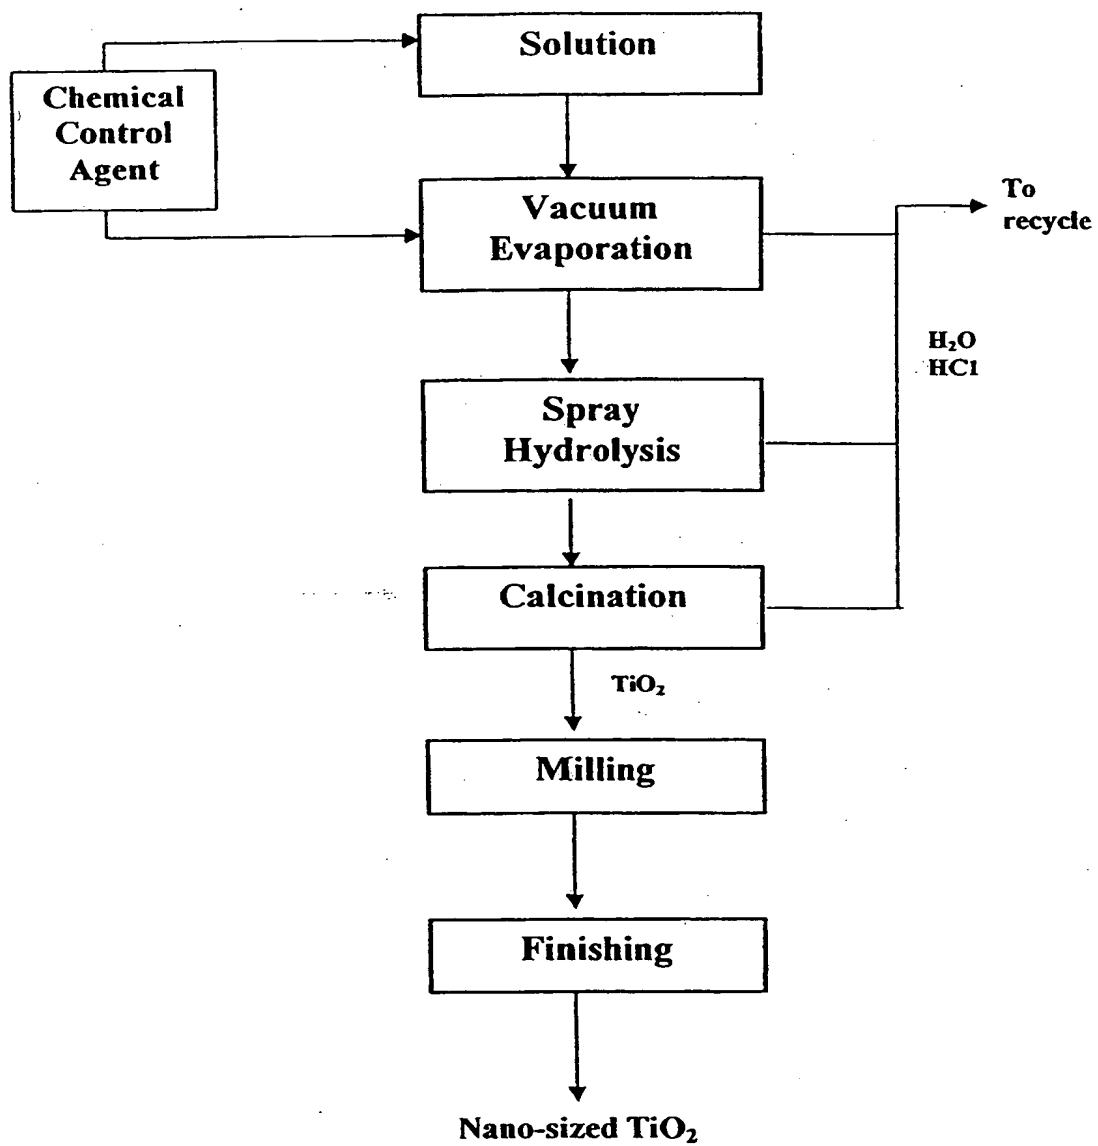 Solution
Chemical
Control
Agent
Vacuum
Evaporation
To
recycle
H₂O
HCl
Spray
Hydrolysis
Calcination
TiO₂
Milling
Finishing
Nano-sized TiO₂